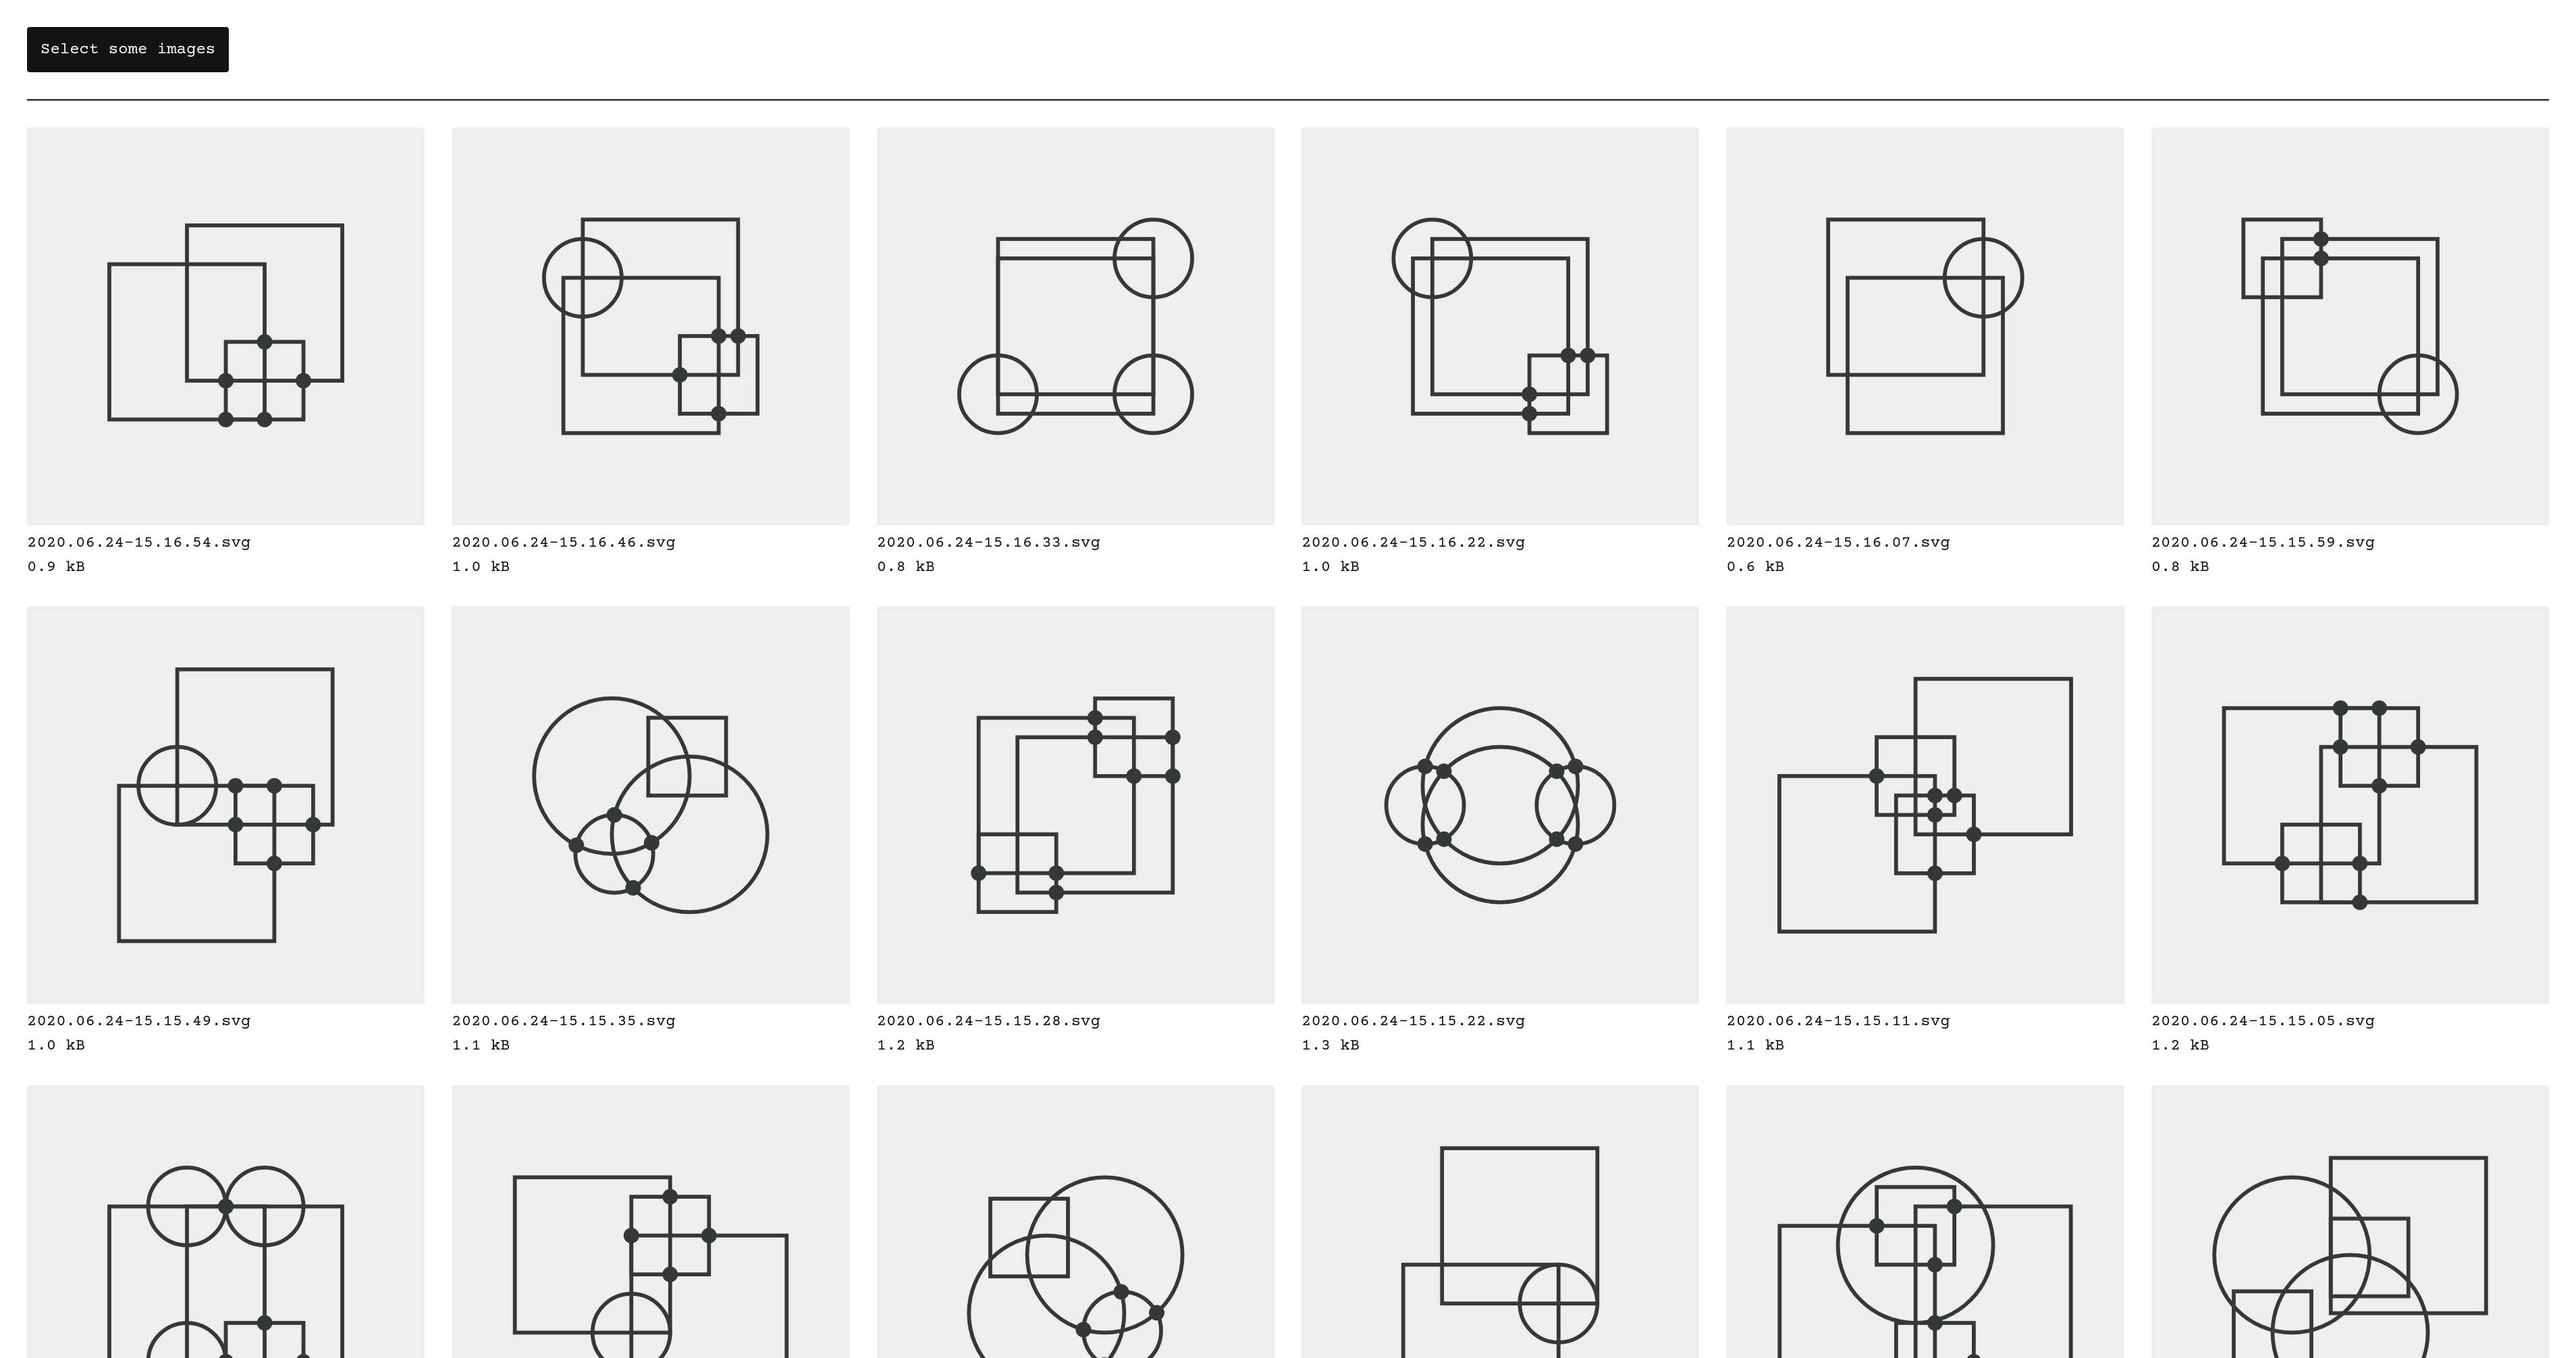 Select some images
2020.06.24-15.16.54.svg
0.9 kB
2020.06.24-15.16.46.svg
1.0 kB
2020.06.24-15.16.33.svg
0.8 kB
2020.06.24-15.16.22.svg
1.0 kB
2020.06.24-15.16.07.svg
0.6 kB
2020.06.24-15.15.59.svg
0.8 kB
2020.06.24-15.15.49.svg
1.0 kB
2020.06.24-15.15.35.svg
1.1 kB
2020.06.24-15.15.28.svg
1.2 kB
2020.06.24-15.15.22.svg
1.3 kB
2020.06.24-15.15.11.svg
1.1 kB
2020.06.24-15.15.05.svg
1.2 kB